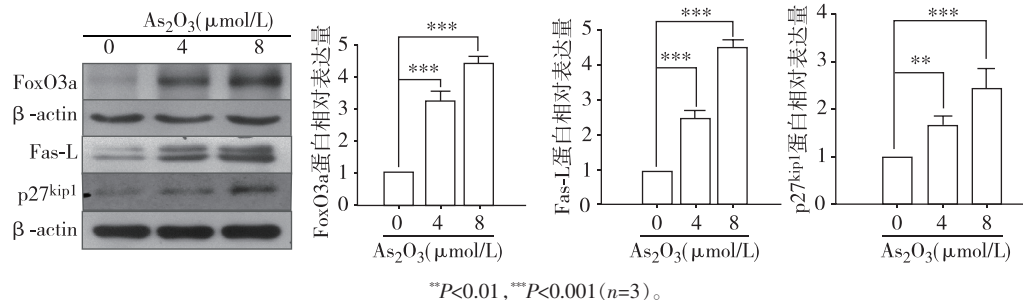 As₂O₃(μmol/L)
0 4 8
FoxO3a
β-actin
Fas-L
p27ᵏⁱᵖ¹
β-actin
FoxO3a蛋白相对表达量
5
4
3
2
1
0
***
***
0 4 8
As₂O₃(μmol/L)
Fas-L蛋白相对表达量
5
4
3
2
1
0
***
***
0 4 8
As₂O₃(μmol/L)
p27ᵏⁱᵖ¹蛋白相对表达量
4
3
2
1
0
***
**
0 4 8
As₂O₃(μmol/L)
**P<0.01,***P<0.001(n=3)。